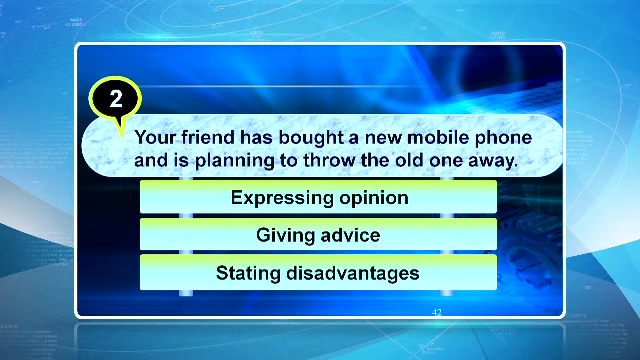 2
Your friend has bought a new mobile phone
and is planning to throw the old one away.
Expressing opinion
Giving advice
Stating disadvantages
42